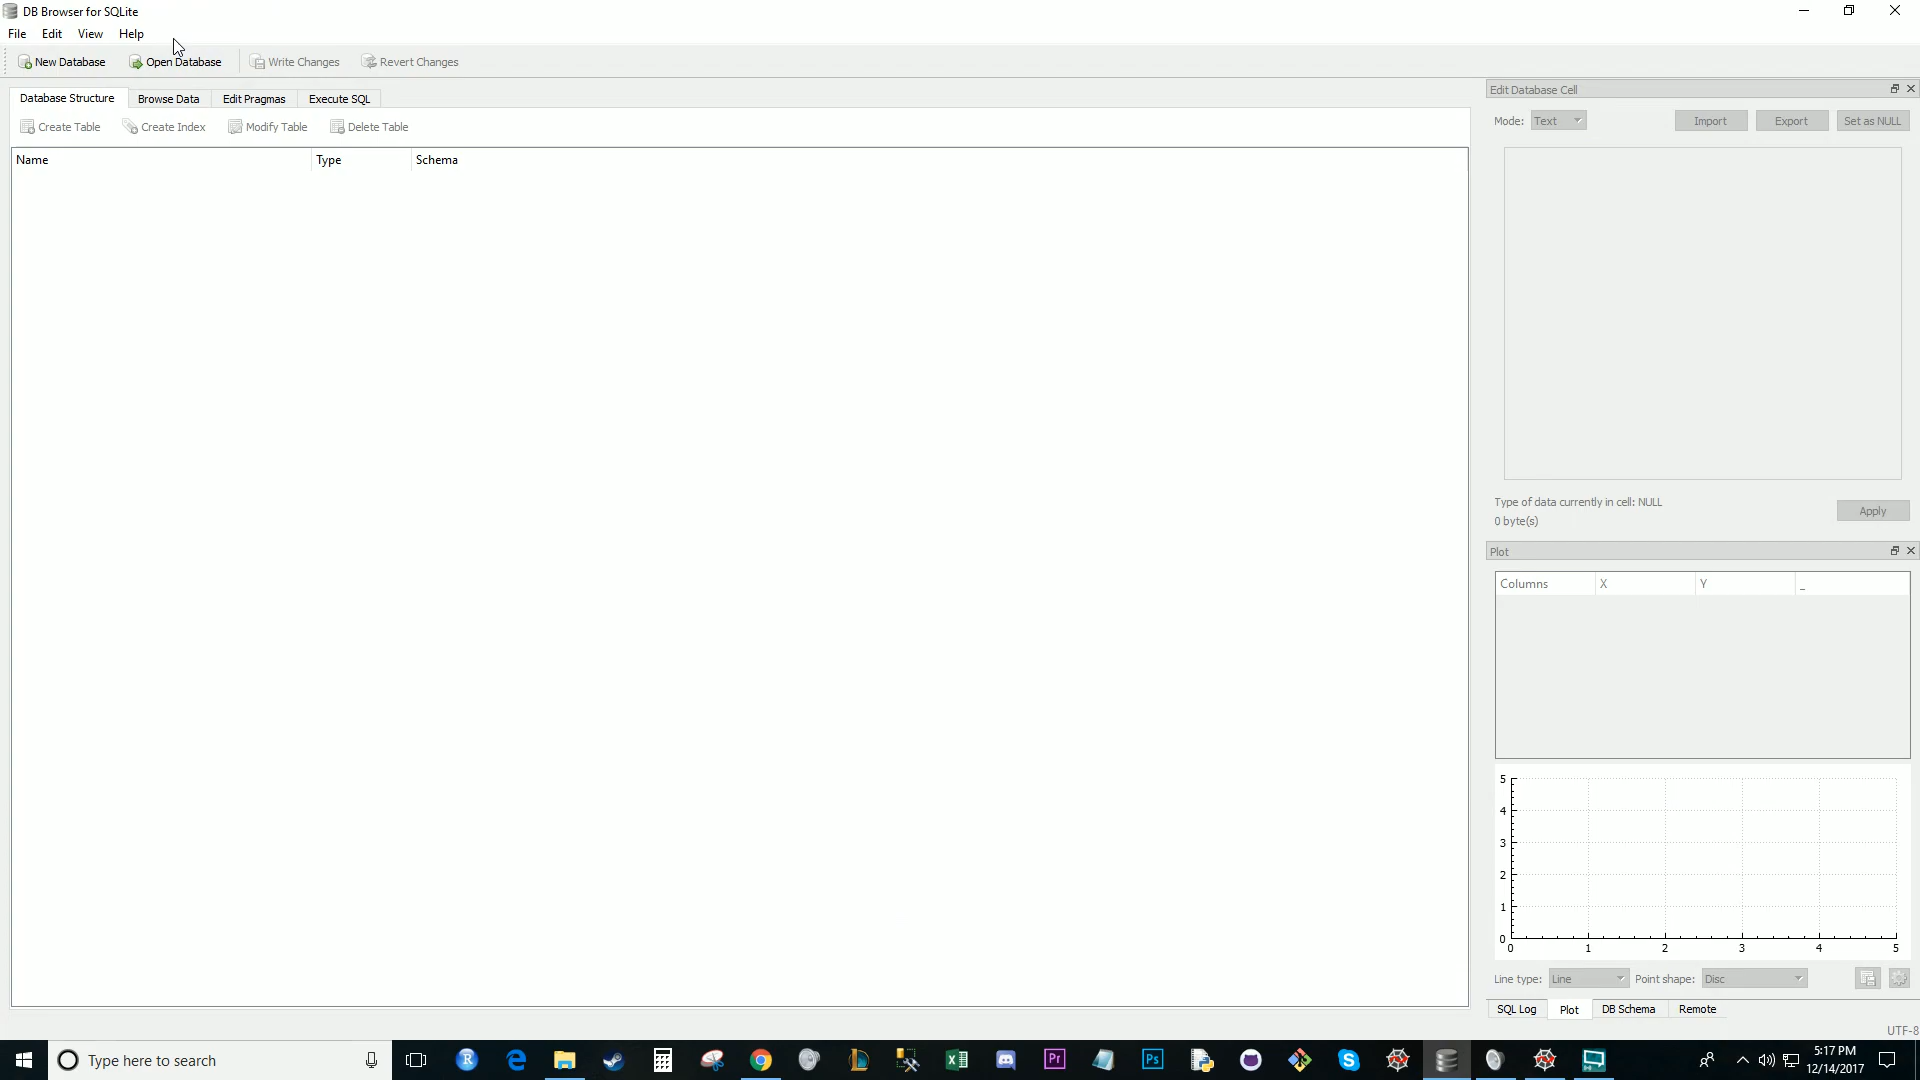 DB Browser for SQLite
File Edit View Help
New Database Open Database Write Changes Revert Changes
Database Structure Browse Data Edit Pragmas Execute SQL
Create Table Create Index Modify Table Delete Table
Name Type Schema
Edit Database Cell
Mode: Text Import Export Set as NULL
Type of data currently in cell: NULL
0 byte(s)
Apply
Plot
Columns X Y _
5
4
3
2
1
0
0 1 2 3 4 5
Line type: Line Point shape: Disc
SQL Log Plot DB Schema Remote
UTF-8
Type here to search
R
Pr
Ps
5:17 PM
12/14/2017